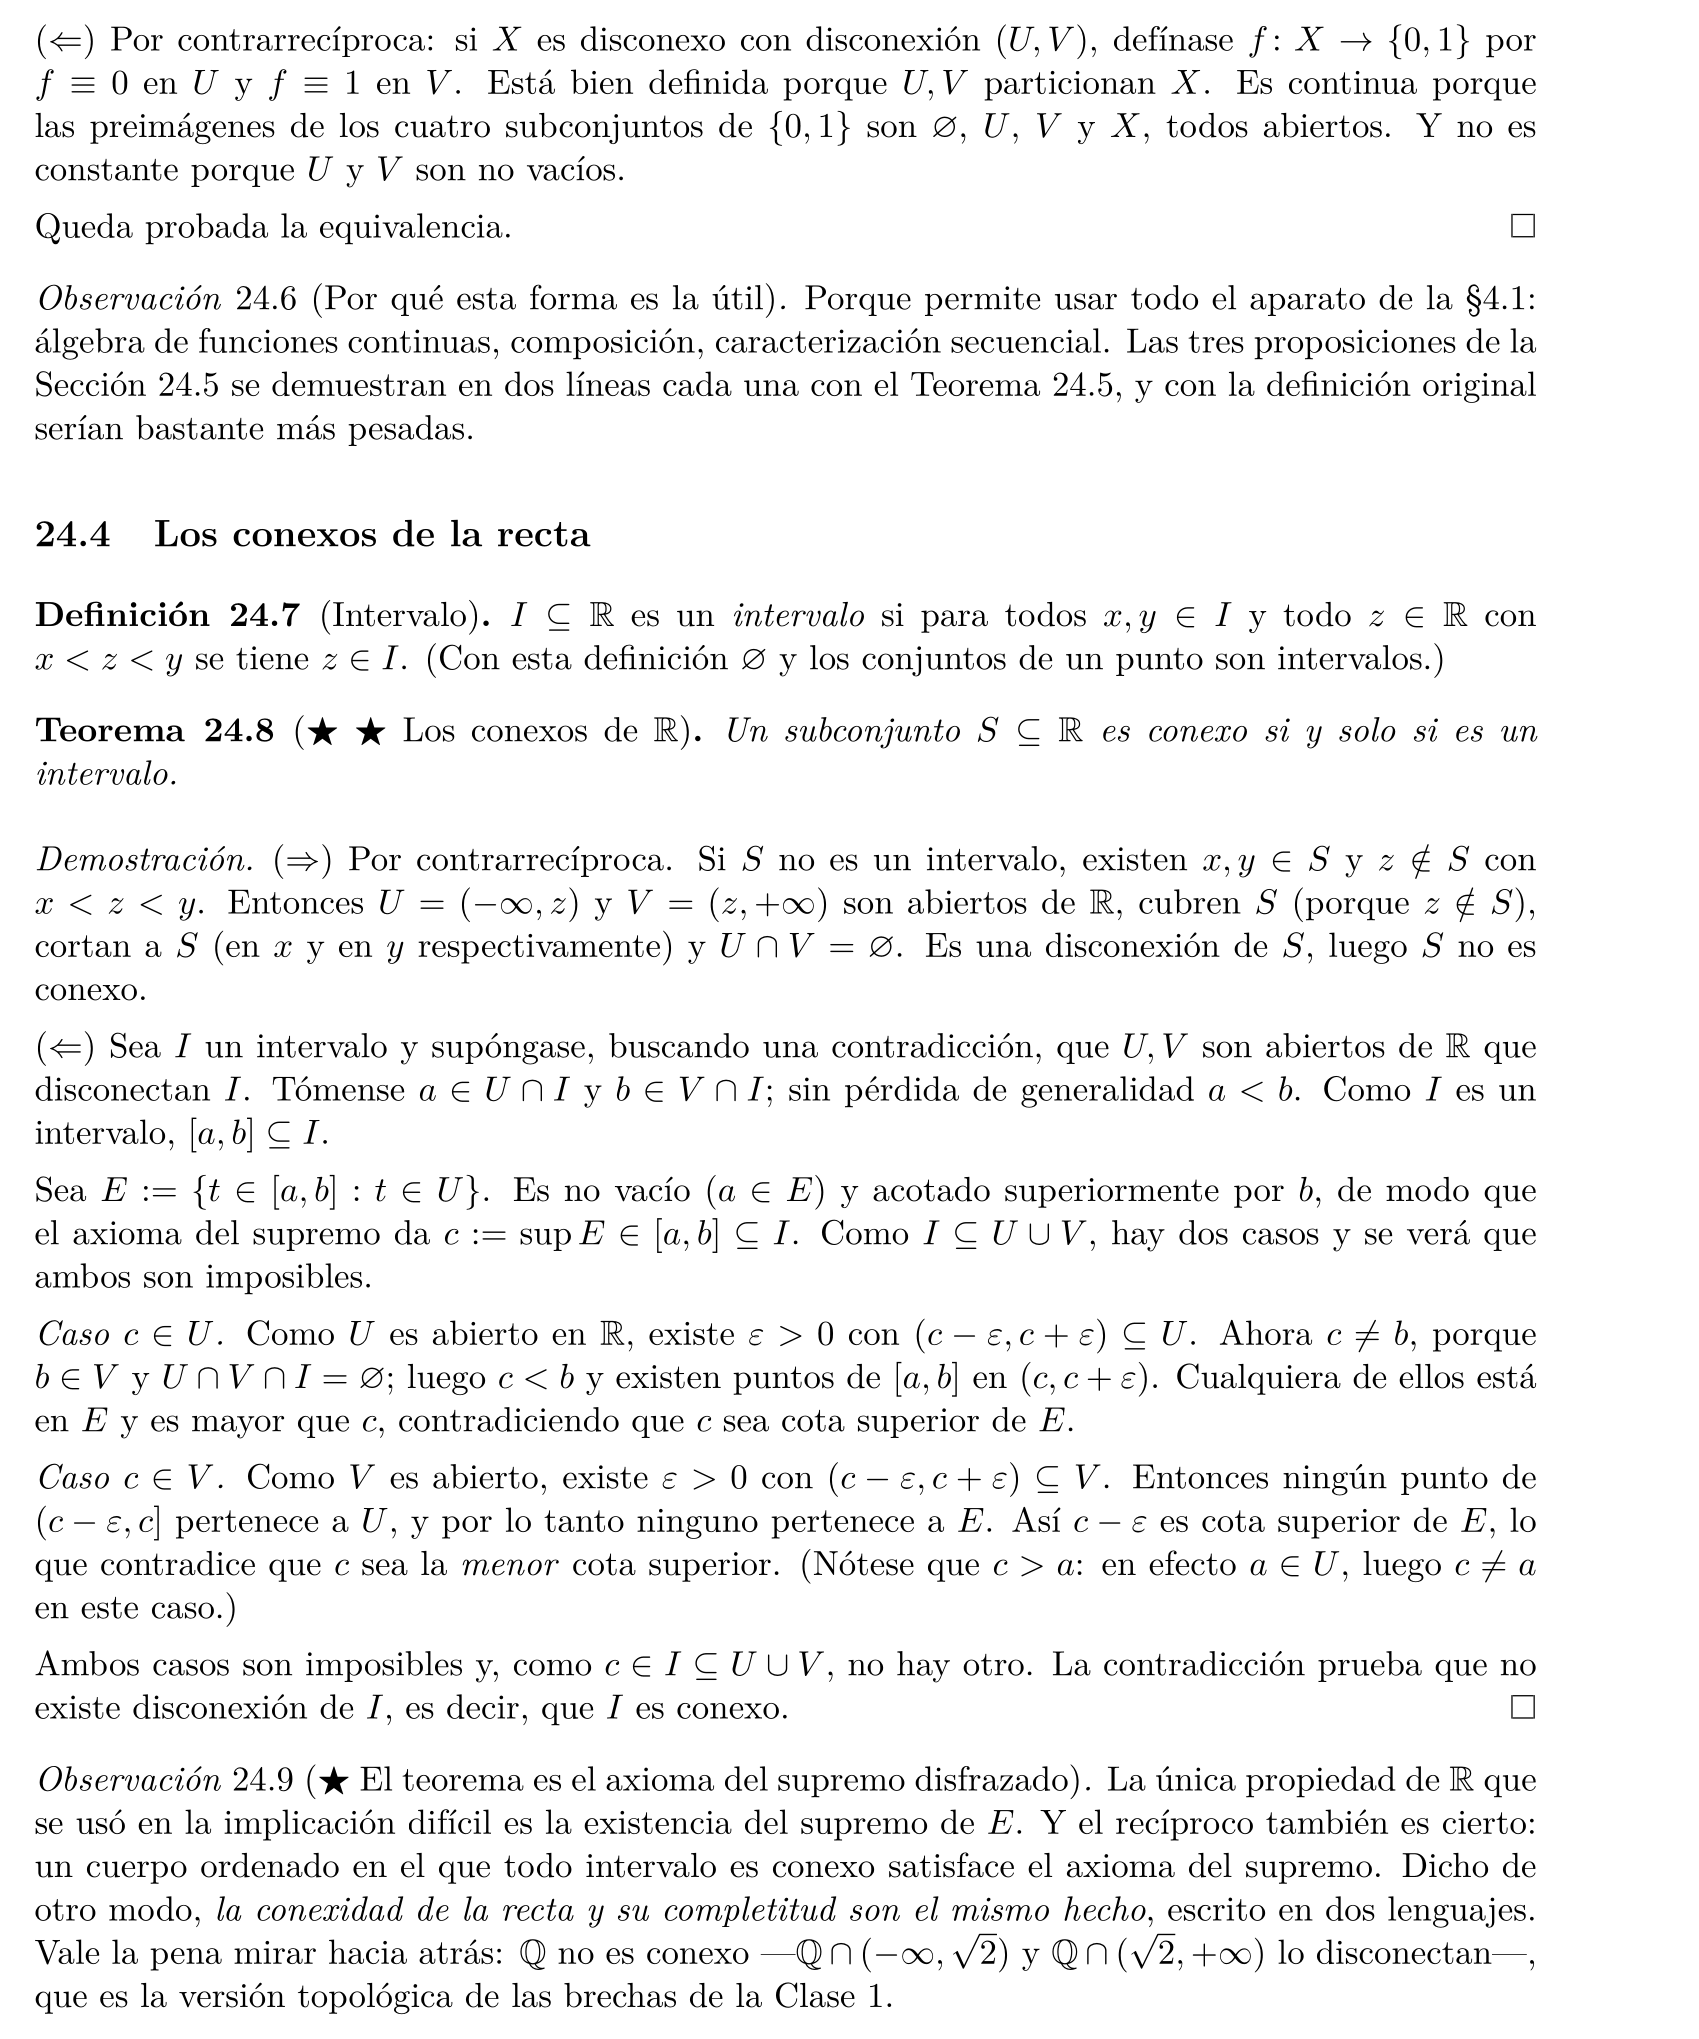 (⇐) Por contrarrecíproca: si X es disconexo con disconexión (U, V), defínase f: X → {0, 1} por
f ≡ 0 en U y f ≡ 1 en V. Está bien definida porque U, V particionan X. Es continua porque
las preimágenes de los cuatro subconjuntos de {0, 1} son ∅, U, V y X, todos abiertos. Y no es
constante porque U y V son no vacíos.
Queda probada la equivalencia. □
Observación 24.6 (Por qué esta forma es la útil). Porque permite usar todo el aparato de la §4.1:
álgebra de funciones continuas, composición, caracterización secuencial. Las tres proposiciones de la
Sección 24.5 se demuestran en dos líneas cada una con el Teorema 24.5, y con la definición original
serían bastante más pesadas.
24.4 Los conexos de la recta
Definición 24.7 (Intervalo). I ⊆ ℝ es un intervalo si para todos x, y ∈ I y todo z ∈ ℝ con
x < z < y se tiene z ∈ I. (Con esta definición ∅ y los conjuntos de un punto son intervalos.)
Teorema 24.8 (★ ★ Los conexos de ℝ). Un subconjunto S ⊆ ℝ es conexo si y solo si es un
intervalo.
Demostración. (⇒) Por contrarrecíproca. Si S no es un intervalo, existen x, y ∈ S y z ∉ S con
x < z < y. Entonces U = (−∞, z) y V = (z, +∞) son abiertos de ℝ, cubren S (porque z ∉ S),
cortan a S (en x y en y respectivamente) y U ∩ V = ∅. Es una disconexión de S, luego S no es
conexo.
(⇐) Sea I un intervalo y supóngase, buscando una contradicción, que U, V son abiertos de ℝ que
disconectan I. Tómense a ∈ U ∩ I y b ∈ V ∩ I; sin pérdida de generalidad a < b. Como I es un
intervalo, [a, b] ⊆ I.
Sea E := {t ∈ [a, b] : t ∈ U}. Es no vacío (a ∈ E) y acotado superiormente por b, de modo que
el axioma del supremo da c := sup E ∈ [a, b] ⊆ I. Como I ⊆ U ∪ V, hay dos casos y se verá que
ambos son imposibles.
Caso c ∈ U. Como U es abierto en ℝ, existe ε > 0 con (c − ε, c + ε) ⊆ U. Ahora c ≠ b, porque
b ∈ V y U ∩ V ∩ I = ∅; luego c < b y existen puntos de [a, b] en (c, c + ε). Cualquiera de ellos está
en E y es mayor que c, contradiciendo que c sea cota superior de E.
Caso c ∈ V. Como V es abierto, existe ε > 0 con (c − ε, c + ε) ⊆ V. Entonces ningún punto de
(c − ε, c] pertenece a U, y por lo tanto ninguno pertenece a E. Así c − ε es cota superior de E, lo
que contradice que c sea la menor cota superior. (Nótese que c > a: en efecto a ∈ U, luego c ≠ a
en este caso.)
Ambos casos son imposibles y, como c ∈ I ⊆ U ∪ V, no hay otro. La contradicción prueba que no
existe disconexión de I, es decir, que I es conexo. □
Observación 24.9 (★ El teorema es el axioma del supremo disfrazado). La única propiedad de ℝ que
se usó en la implicación difícil es la existencia del supremo de E. Y el recíproco también es cierto:
un cuerpo ordenado en el que todo intervalo es conexo satisface el axioma del supremo. Dicho de
otro modo, la conexidad de la recta y su completitud son el mismo hecho, escrito en dos lenguajes.
Vale la pena mirar hacia atrás: ℚ no es conexo —ℚ ∩ (−∞, √2) y ℚ ∩ (√2, +∞) lo disconectan—,
que es la versión topológica de las brechas de la Clase 1.